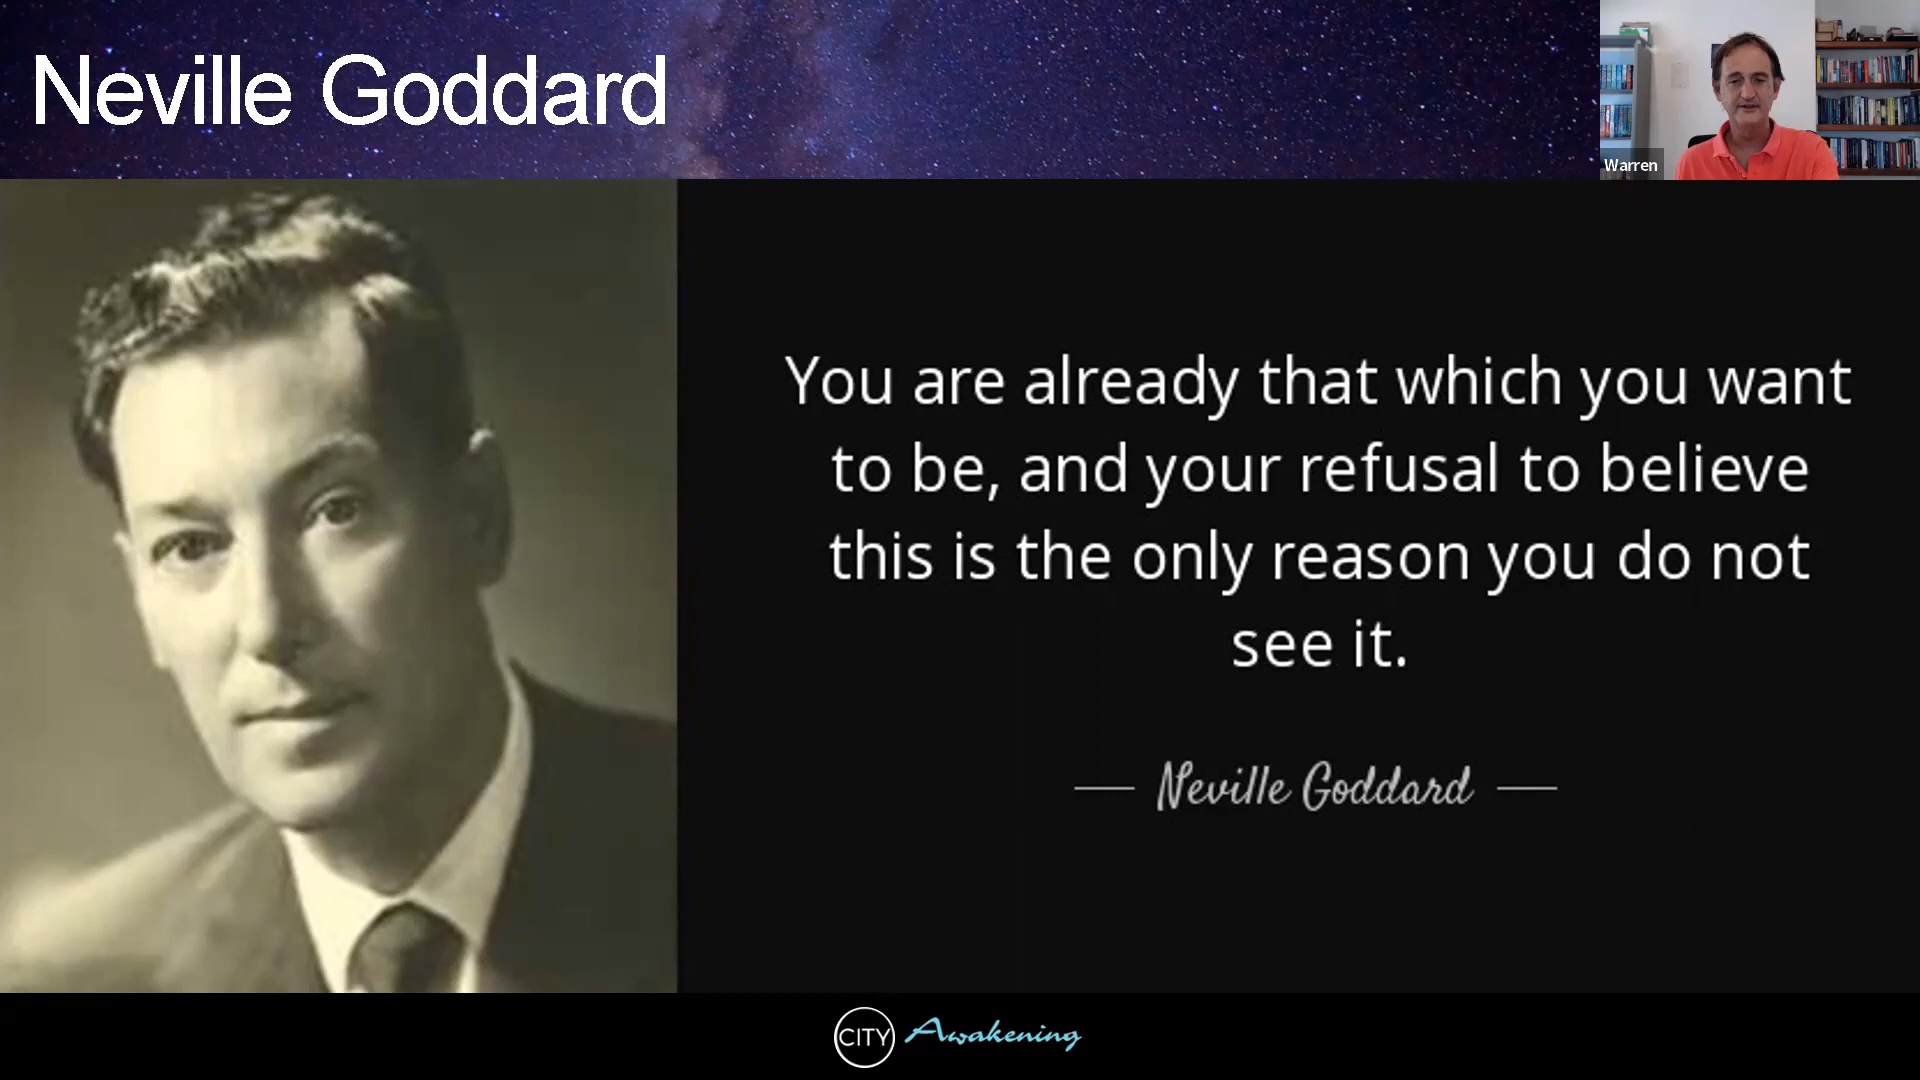 Neville Goddard
Warren
You are already that which you want
to be, and your refusal to believe
this is the only reason you do not
see it.
Neville Goddard
CITY Awakening